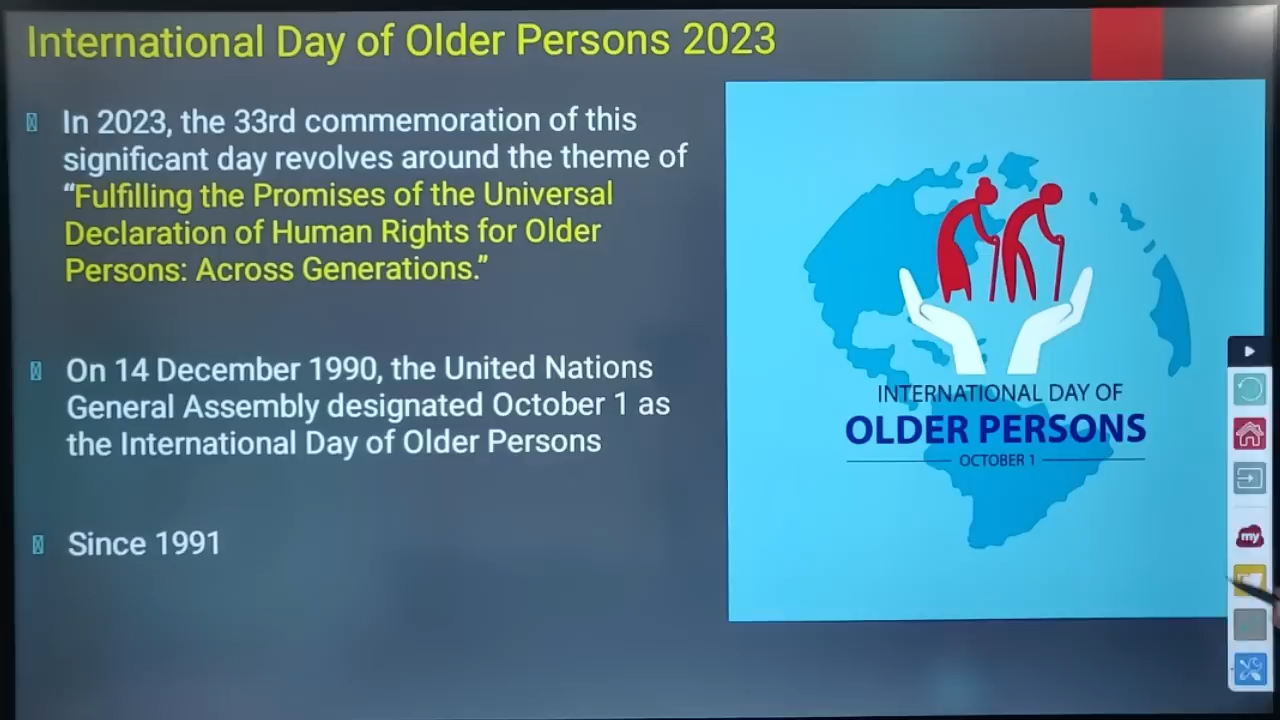 International Day of Older Persons 2023
In 2023, the 33rd commemoration of this
significant day revolves around the theme of
“Fulfilling the Promises of the Universal
Declaration of Human Rights for Older
Persons: Across Generations.”
On 14 December 1990, the United Nations
General Assembly designated October 1 as
the International Day of Older Persons
Since 1991
INTERNATIONAL DAY OF
OLDER PERSONS
OCTOBER 1
my